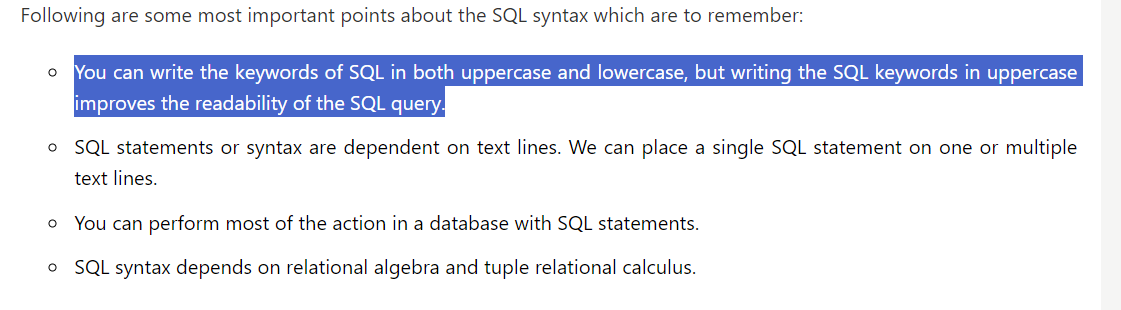 Following are some most important points about the SQL syntax which are to remember:
You can write the keywords of SQL in both uppercase and lowercase, but writing the SQL keywords in uppercase
improves the readability of the SQL query.
SQL statements or syntax are dependent on text lines. We can place a single SQL statement on one or multiple
text lines.
You can perform most of the action in a database with SQL statements.
SQL syntax depends on relational algebra and tuple relational calculus.